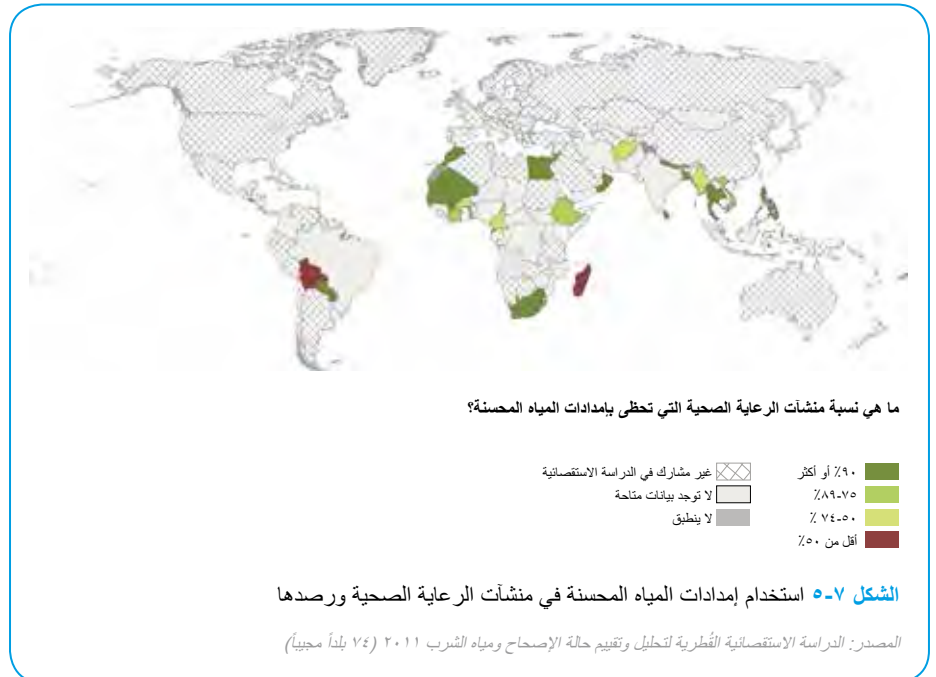 ما هي نسبة منشآت الرعاية الصحية التي تحظى بإمدادات المياه المحسنة؟
٩٠٪ أو أكثر
٧٥-٨٩٪
٥٠-٧٤ ٪
أقل من ٥٠٪
غير مشارك في الدراسة الاستقصائية
لا توجد بيانات متاحة
لا ينطبق
الشكل ٧-٥ استخدام إمدادات المياه المحسنة في منشآت الرعاية الصحية ورصدها
المصدر: الدراسة الاستقصائية القُطرية لتحليل وتقييم حالة الإصحاح ومياه الشرب ٢٠١١ (٧٤ بلداً مجيباً)